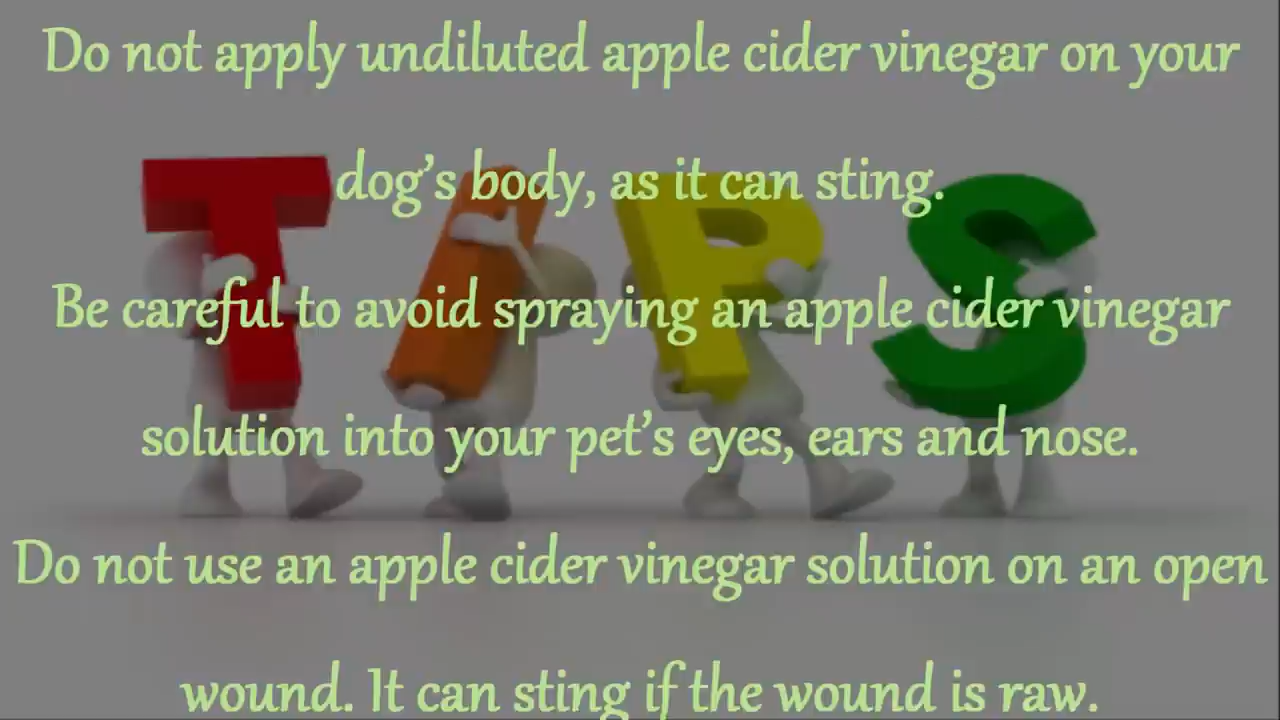 Do not apply undiluted apple cider vinegar on your
dog’s body, as it can sting.
Be careful to avoid spraying an apple cider vinegar
solution into your pet’s eyes, ears and nose.
Do not use an apple cider vinegar solution on an open
wound. It can sting if the wound is raw.
TIPS